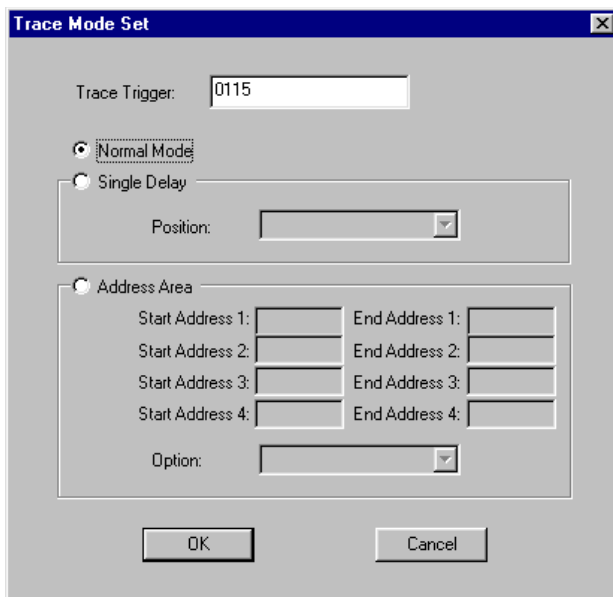 Trace Mode Set
Trace Trigger: 0115
Normal Mode
Single Delay
Position:
Address Area
Start Address 1: End Address 1:
Start Address 2: End Address 2:
Start Address 3: End Address 3:
Start Address 4: End Address 4:
Option:
OK Cancel